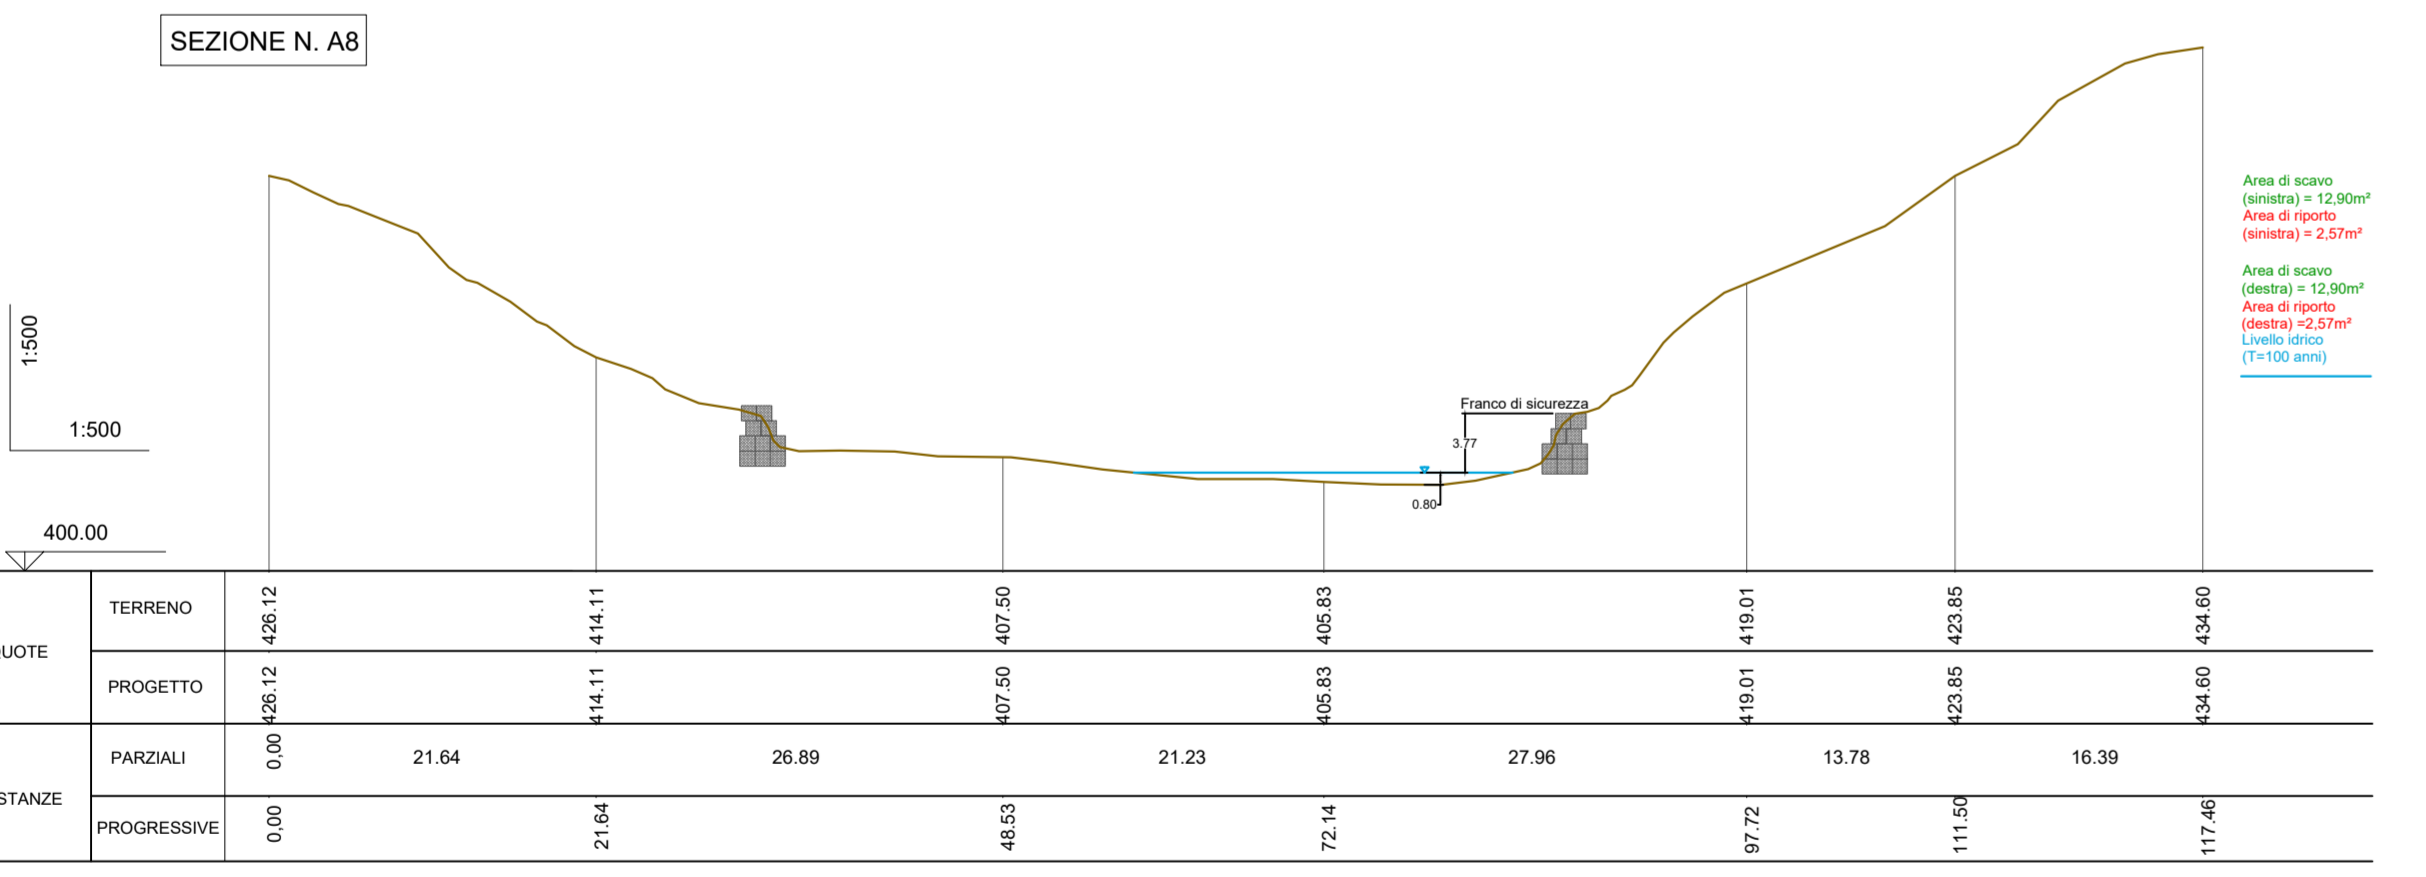 SEZIONE N. A8
Area di scavo
(sinistra) = 12,90m²
Area di riporto
(sinistra) = 2,57m²
Area di scavo
(destra) = 12,90m²
Area di riporto
(destra) =2,57m²
Livello idrico
(T=100 anni)
1:500
1:500
Franco di sicurezza
3.77
0.80
400.00
UOTE
TERRENO
426.12 414.11 407.50 405.83 419.01 423.85 434.60
PROGETTO
426.12 414.11 407.50 405.83 419.01 423.85 434.60
STANZE
PARZIALI
0,00 21.64 26.89 21.23 27.96 13.78 16.39
PROGRESSIVE
0,00 21.64 48.53 72.14 97.72 111.50 117.46